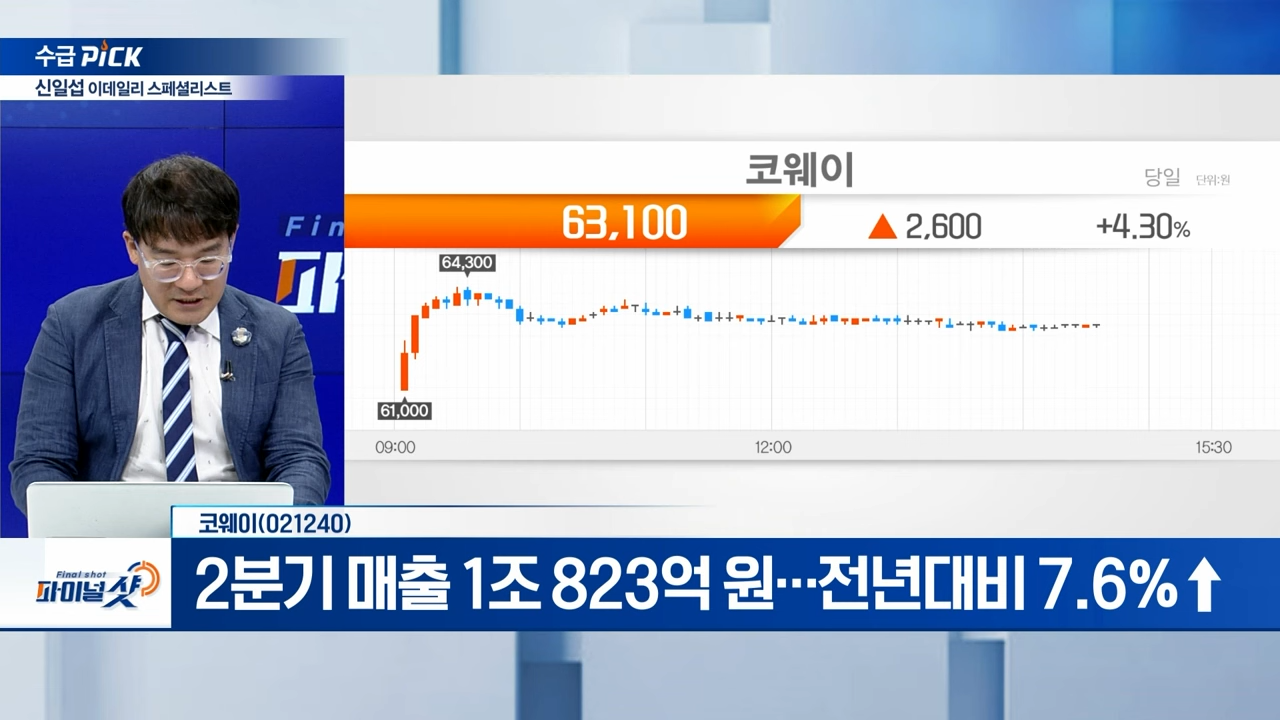 수급 PiCK
신일섭 이데일리 스페셜리스트
Fin
파
코웨이
당일 단위:원
63,100 ▲ 2,600 +4.30%
64,300
61,000
09:00 12:00 15:30
코웨이(021240)
Final shot
파이널샷
2분기 매출 1조 823억 원…전년대비 7.6%↑